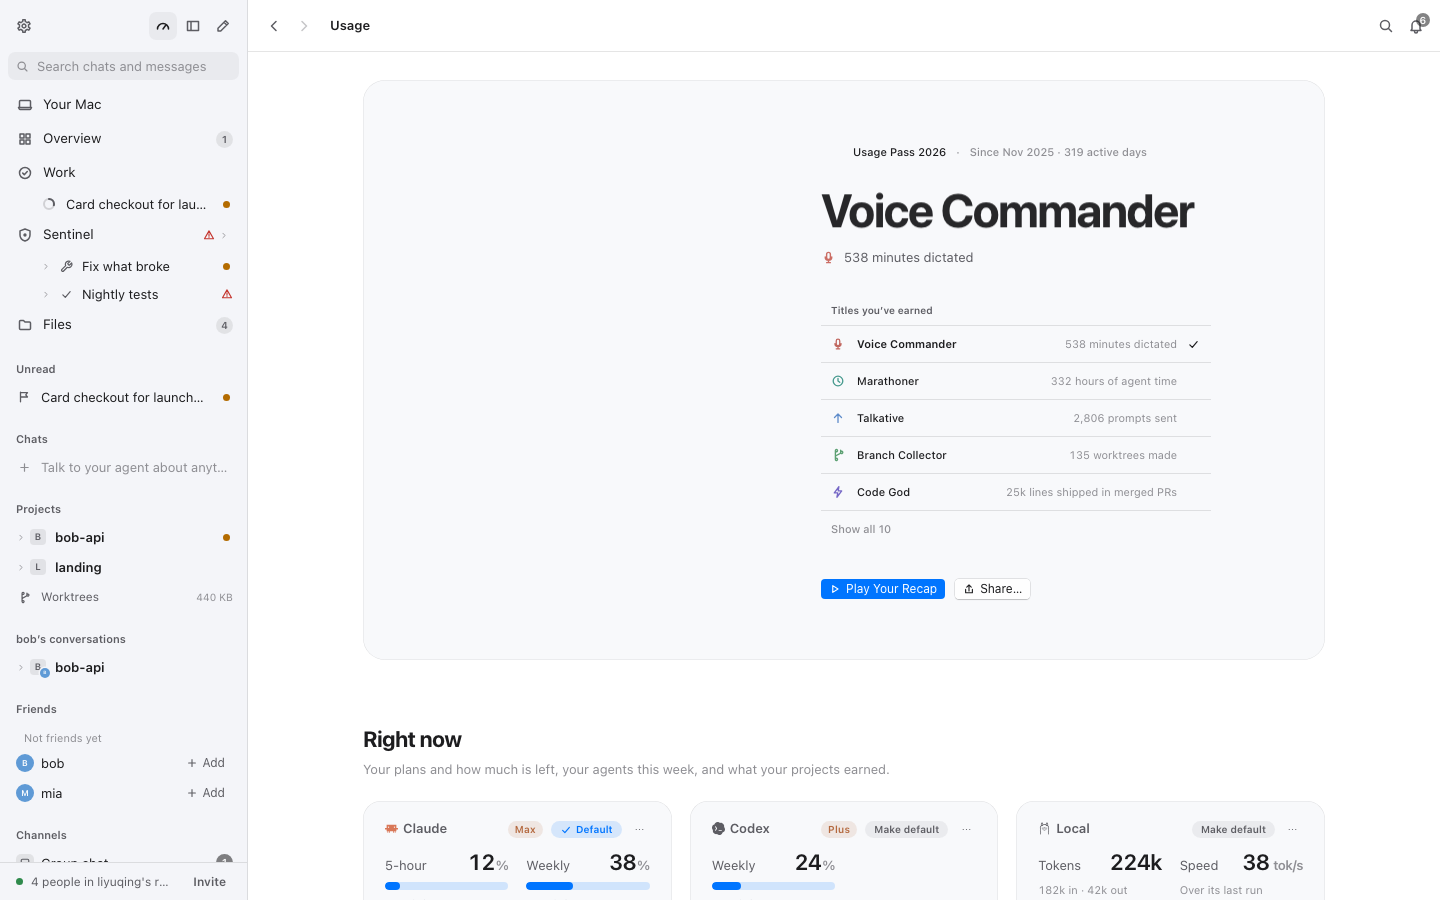 Search chats and messages
Your Mac
Overview 1
Work
Card checkout for lau...
Sentinel
Fix what broke
Nightly tests
Files 4
Unread
Card checkout for launch...
Chats
Talk to your agent about anyt...
Projects
B bob-api
L landing
Worktrees 440 KB
bob's conversations
B bob-api
Friends
Not friends yet
B bob + Add
M mia + Add
Channels
4 people in liyuqing's r... Invite
Usage
6
Usage Pass 2026 · Since Nov 2025 · 319 active days
Voice Commander
538 minutes dictated
Titles you've earned
Voice Commander 538 minutes dictated
Marathoner 332 hours of agent time
Talkative 2,806 prompts sent
Branch Collector 135 worktrees made
Code God 25k lines shipped in merged PRs
Show all 10
Play Your Recap Share...
Right now
Your plans and how much is left, your agents this week, and what your projects earned.
Claude Max Default ...
5-hour 12% Weekly 38%
Codex Plus Make default ...
Weekly 24%
Local Make default ...
Tokens 224k Speed 38 tok/s
182k in · 42k out Over its last run